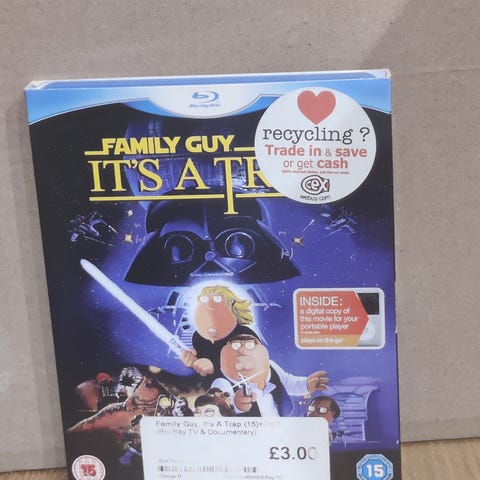 Blu-ray Disc
FAMILY GUY
IT'S A TR
recycling ?
Trade in & save
or get cash
cex
webuy.com
INSIDE:
a digital copy of
this movie for your
portable player
plays on the go
Family Guy, It's A Trap (15)+
(Blu-Ray TV & Documentary)
£3.00
15
15